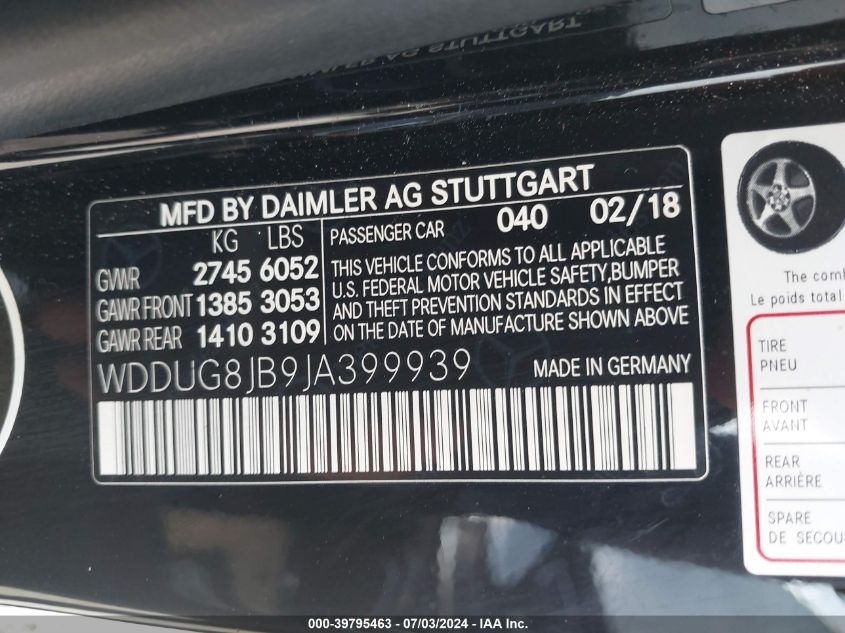 MFD BY DAIMLER AG STUTTGART
KG LBS
GVWR 2745 6052
GAWR FRONT 1385 3053
GAWR REAR 1410 3109
PASSENGER CAR 040 02/18
THIS VEHICLE CONFORMS TO ALL APPLICABLE
U.S. FEDERAL MOTOR VEHICLE SAFETY,BUMPER
AND THEFT PREVENTION STANDARDS IN EFFECT
ON THE DATE OF MANUFACTURE SHOWN ABOVE
WDDUG8JB9JA399939 MADE IN GERMANY
The comb
Le poids total
TIRE
PNEU
FRONT
AVANT
REAR
ARRIÈRE
SPARE
DE SECOU
000-39795463 - 07/03/2024 - IAA Inc.